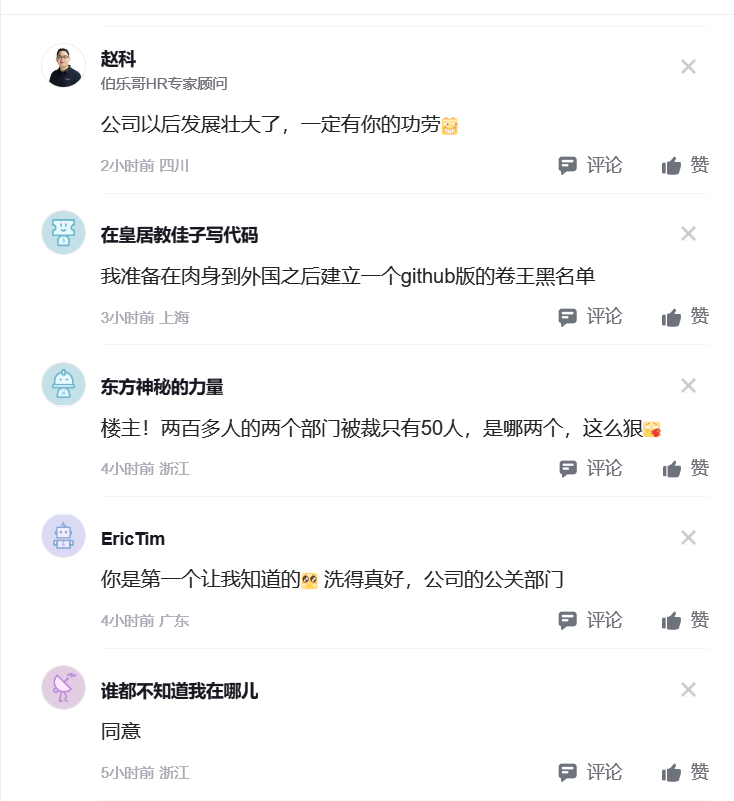 赵科
伯乐哥HR专家顾问
公司以后发展壮大了，一定有你的功劳
2小时前 四川
评论 赞
在皇居教佳子写代码
我准备在肉身到外国之后建立一个github版的卷王黑名单
3小时前 上海
评论 赞
东方神秘的力量
楼主！两百多人的两个部门被裁只有50人，是哪两个，这么狠
4小时前 浙江
评论 赞
EricTim
你是第一个让我知道的 洗得真好，公司的公关部门
4小时前 广东
评论 赞
谁都不知道我在哪儿
同意
5小时前 浙江
评论 赞